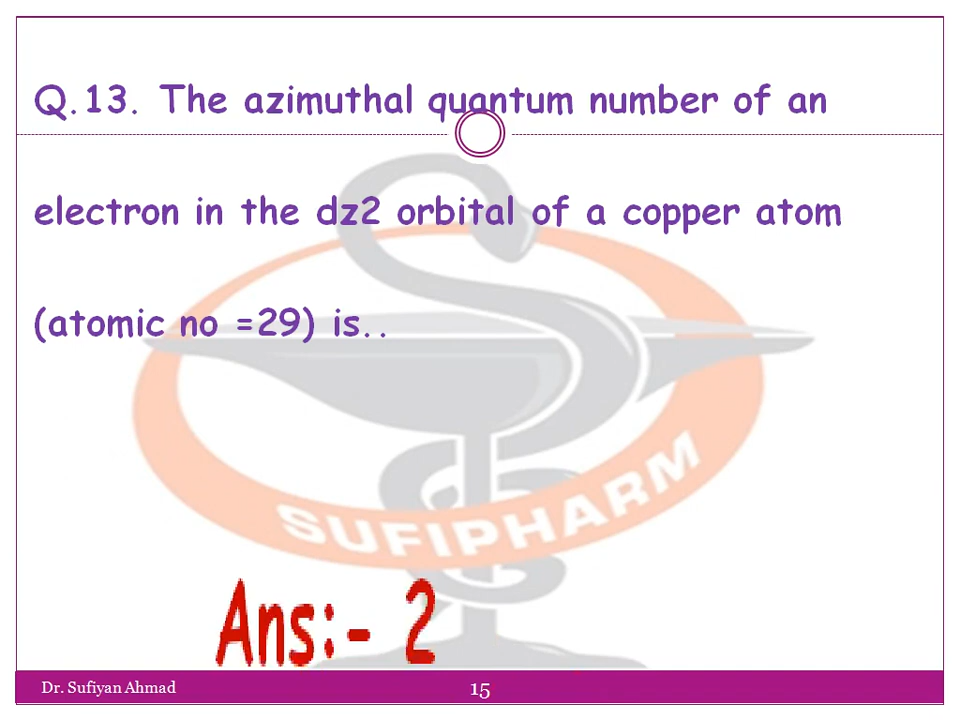 Q.13. The azimuthal quantum number of an
electron in the dz2 orbital of a copper atom
(atomic no =29) is..
SUFIPHARM
Ans:- 2
Dr. Sufiyan Ahmad
15